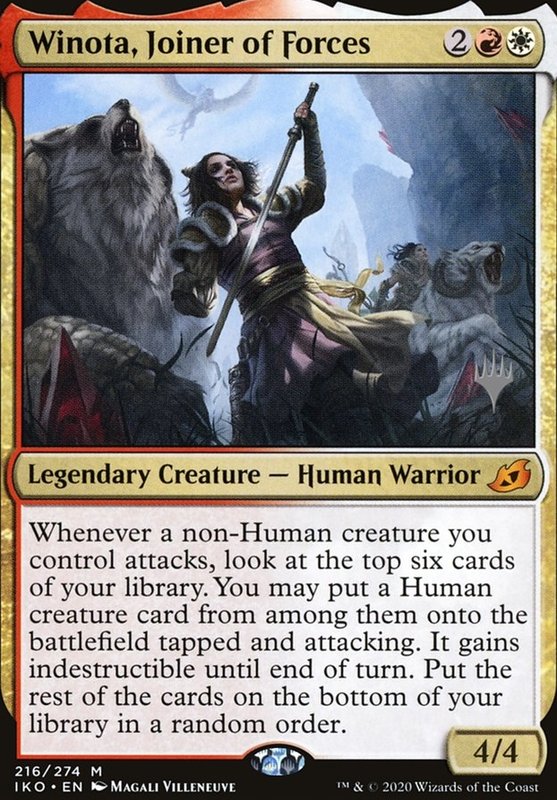 Winota, Joiner of Forces 2
Legendary Creature — Human Warrior
Whenever a non-Human creature you
control attacks, look at the top six cards
of your library. You may put a Human
creature card from among them onto the
battlefield tapped and attacking. It gains
indestructible until end of turn. Put the
rest of the cards on the bottom of your
library in a random order.
4/4
216/274 M
IKO • EN Magali Villeneuve ™ & © 2020 Wizards of the Coast